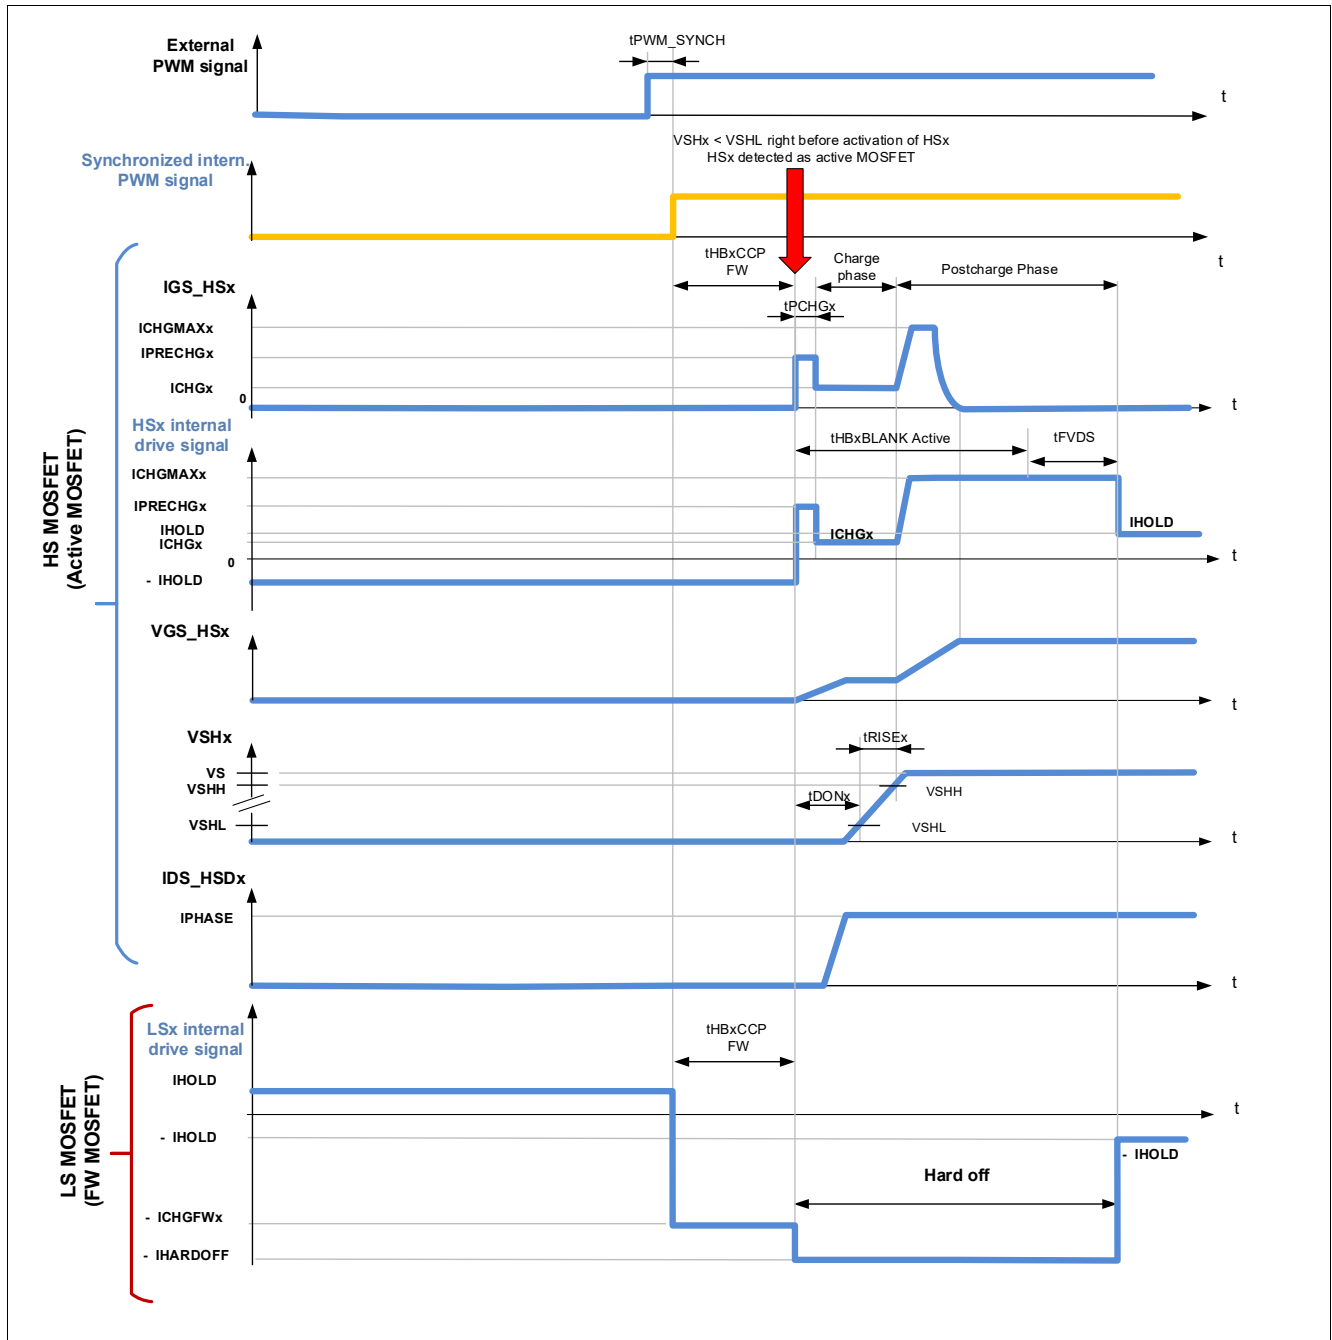 External
PWM signal
tPWM_SYNCH
t
VSHx < VSHL right before activation of HSx
HSx detected as active MOSFET
Synchronized intern.
PWM signal
t
HS MOSFET
(Active MOSFET)
tHBxCCP
FW
Charge
phase
Postcharge Phase
IGS_HSx
tPCHGx
ICHGMAXx
IPRECHGx
ICHGx
0
t
HSx internal
drive signal
tHBxBLANK Active
tFVDS
ICHGMAXx
IPRECHGx
IHOLD
ICHGx
ICHGx
IHOLD
0
t
- IHOLD
VGS_HSx
t
VSHx
tRISEx
VS
VSHH
VSHH
tDONx
VSHL
VSHL
t
IDS_HSDx
IPHASE
t
LS MOSFET
(FW MOSFET)
LSx internal
drive signal
tHBxCCP
FW
IHOLD
t
- IHOLD
- IHOLD
Hard off
- ICHGFWx
- IHARDOFF